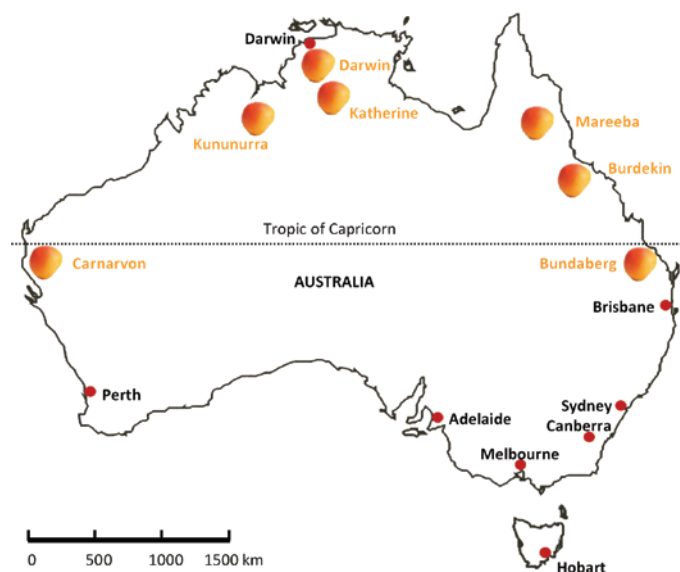 Darwin
Darwin
Katherine
Kununurra
Mareeba
Burdekin
Tropic of Capricorn
Carnarvon
Bundaberg
AUSTRALIA
Brisbane
Perth
Sydney
Adelaide
Canberra
Melbourne
0 500 1000 1500 km
Hobart